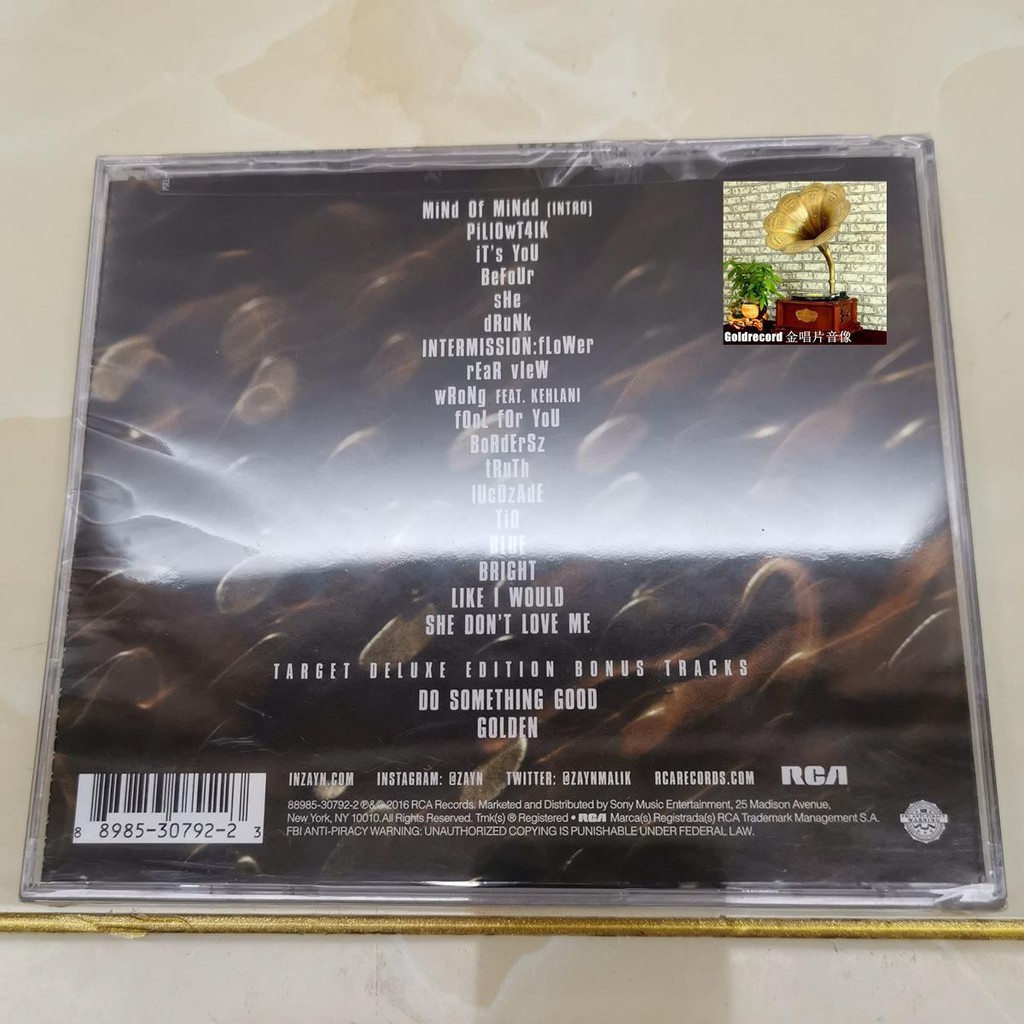 MiNd Of MiNdd (INTRO)
PiLlOwT4lK
iT's YoU
BeFoUr
sHe
dRuNk
INTERMISSION:fLoWer
rEaR vIeW
wRoNg FEAT. KEHLANI
fOoL fOr YoU
BoRdErSz
tRuTh
lUcOzAdE
TiO
BLUE
BRIGHT
LIKE I WOULD
SHE DON'T LOVE ME
TARGET DELUXE EDITION BONUS TRACKS
DO SOMETHING GOOD
GOLDEN
INZAYN.COM INSTAGRAM: @ZAYN TWITTER: @ZAYNMALIK RCARECORDS.COM RCA
88985-30792-2 ℗&© 2016 RCA Records. Marketed and Distributed by Sony Music Entertainment, 25 Madison Avenue,
New York, NY 10010. All Rights Reserved. Tmk(s) ® Registered • RCA Marca(s) Registrada(s) RCA Trademark Management S.A.
FBI ANTI-PIRACY WARNING: UNAUTHORIZED COPYING IS PUNISHABLE UNDER FEDERAL LAW.
8 88985-30792-2 3
Goldrecord 金唱片音像